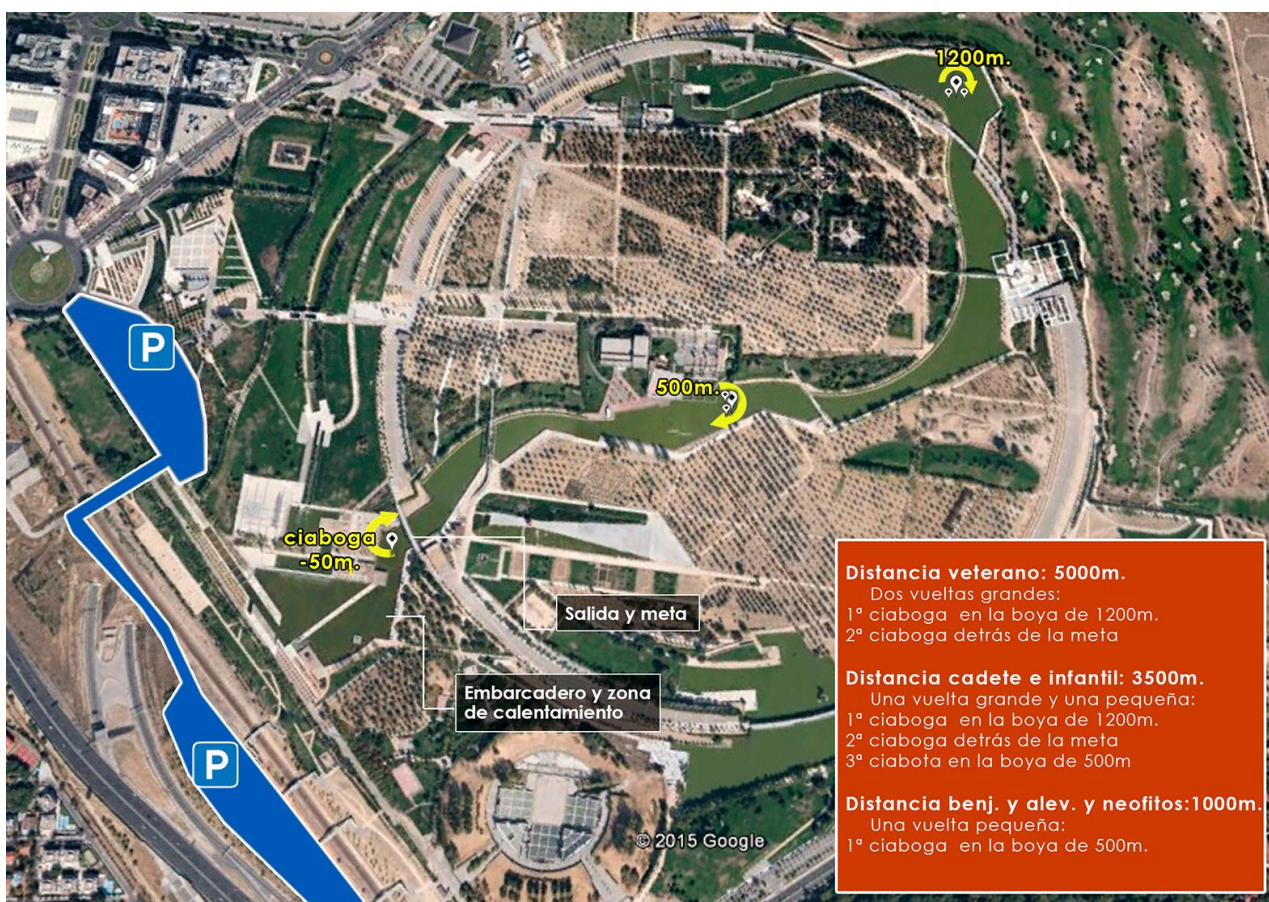 1200m.
P
500m.
ciaboga
-50m.
Salida y meta
Embarcadero y zona
de calentamiento
P
© 2015 Google
Distancia veterano: 5000m.
Dos vueltas grandes:
1ª ciaboga en la boya de 1200m.
2ª ciaboga detrás de la meta
Distancia cadete e infantil: 3500m.
Una vuelta grande y una pequeña:
1ª ciaboga en la boya de 1200m.
2ª ciaboga detrás de la meta
3ª ciabota en la boya de 500m
Distancia benj. y alev. y neofitos:1000m.
Una vuelta pequeña:
1ª ciaboga en la boya de 500m.